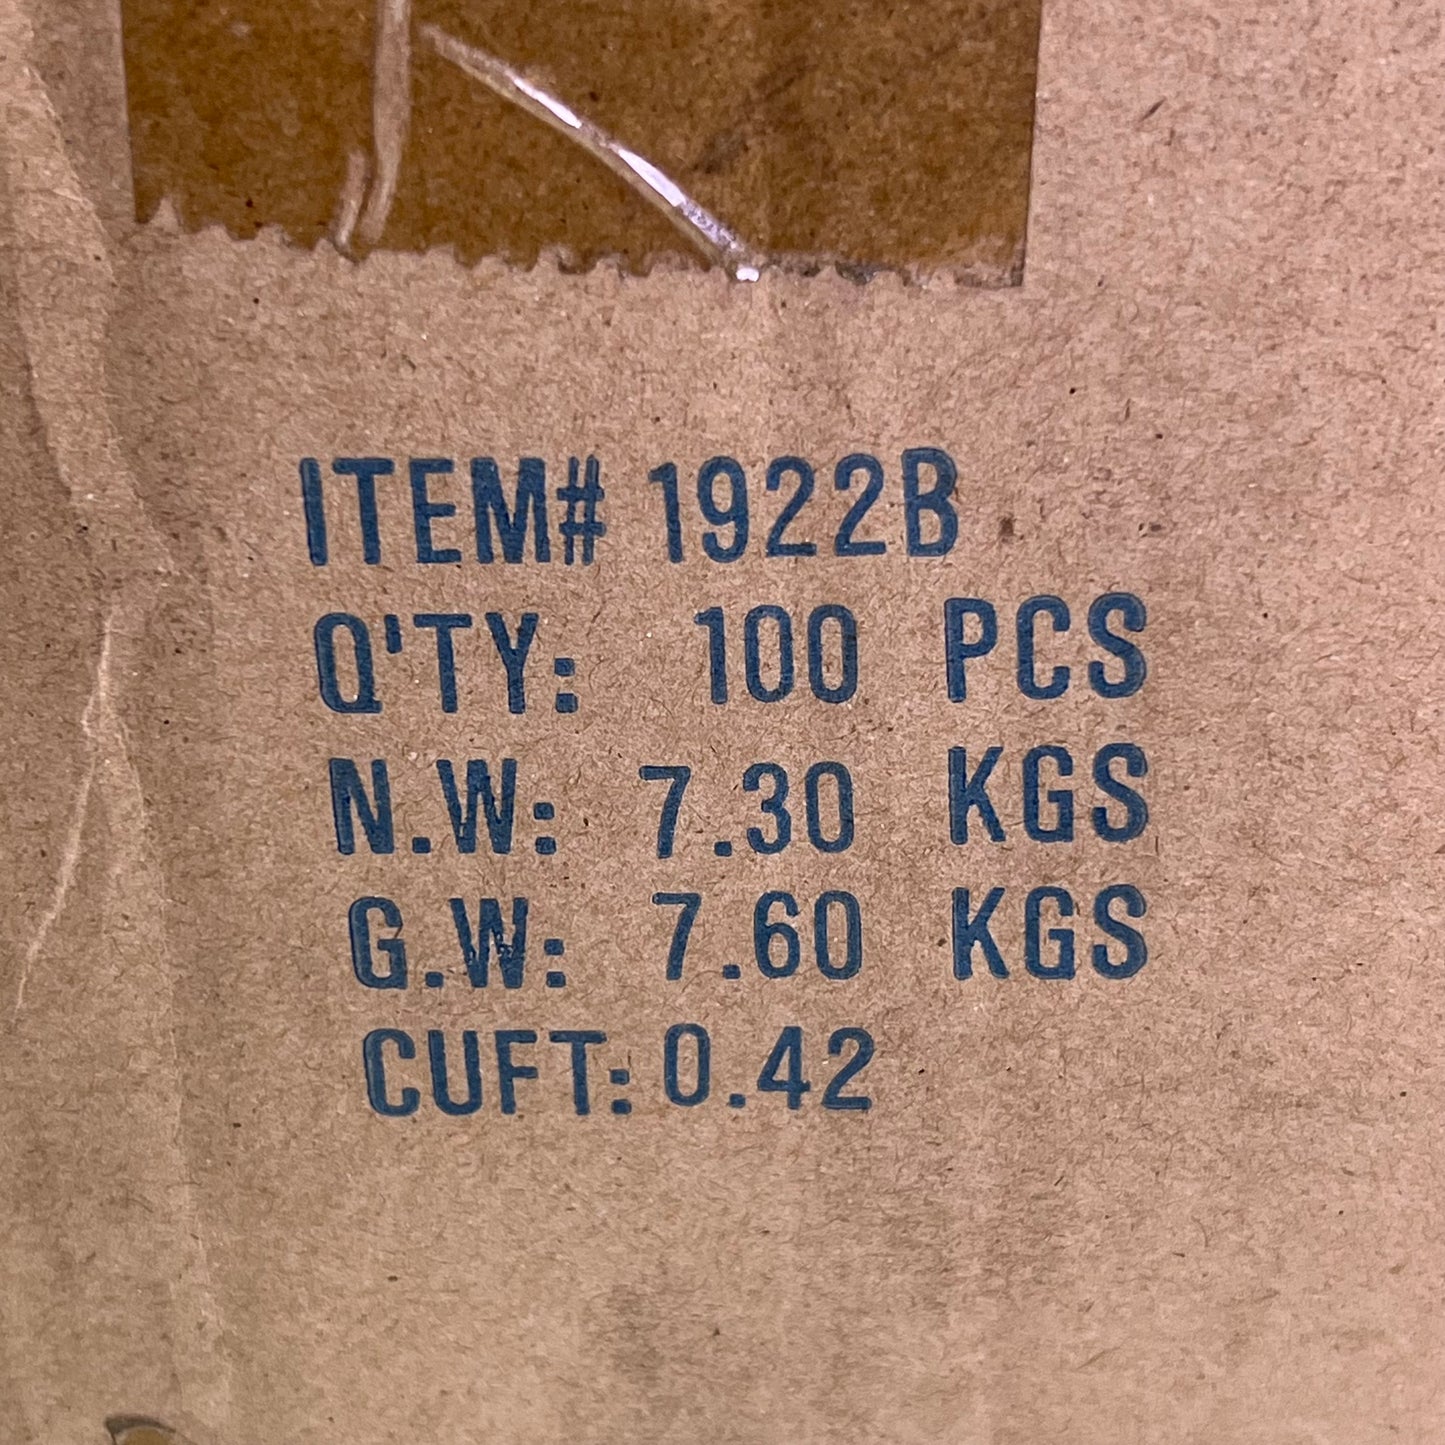 ITEM# 1922B
Q'TY: 100 PCS
N.W: 7.30 KGS
G.W: 7.60 KGS
CUFT: 0.42